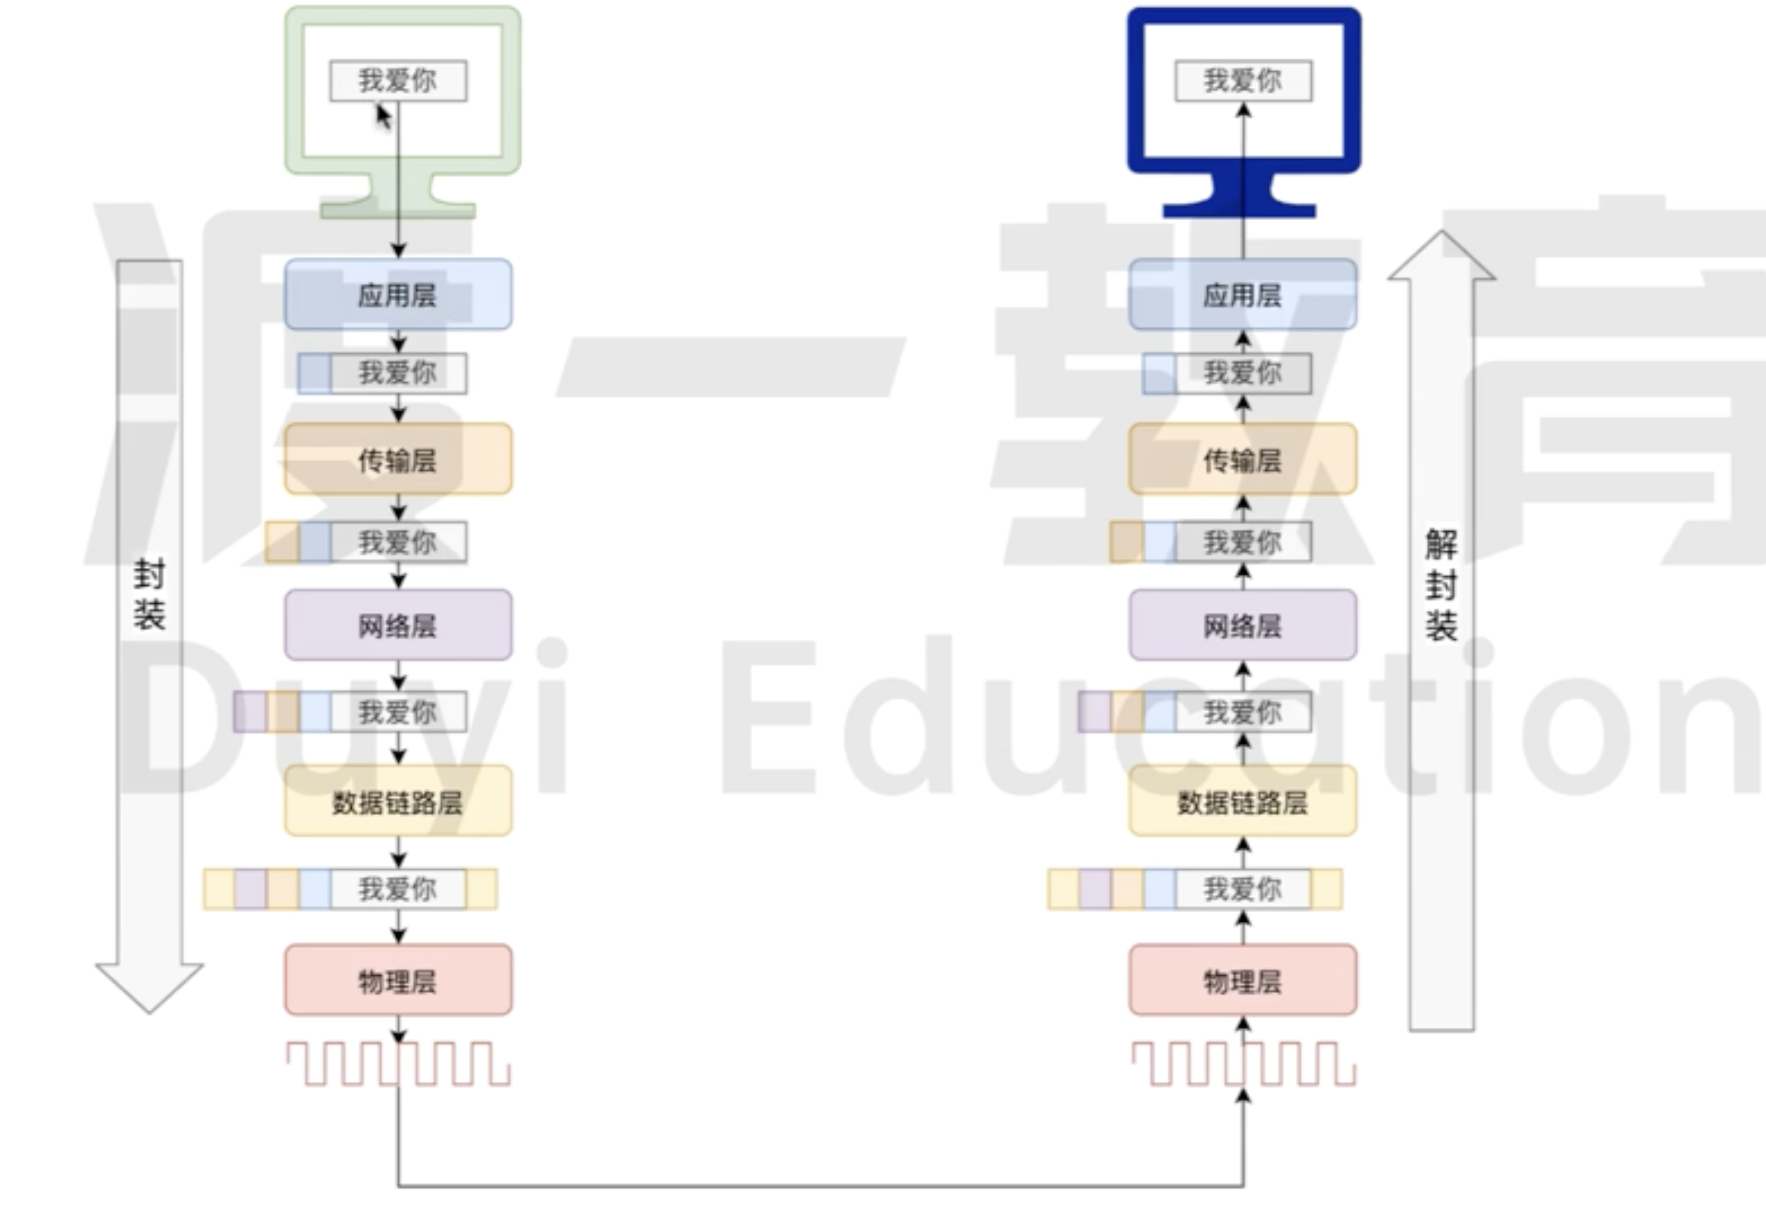 我爱你
我爱你
应用层
应用层
我爱你
我爱你
传输层
传输层
我爱你
我爱你
封装
解封装
网络层
网络层
我爱你
我爱你
数据链路层
数据链路层
我爱你
我爱你
物理层
物理层
渡一教育
Duyi Education